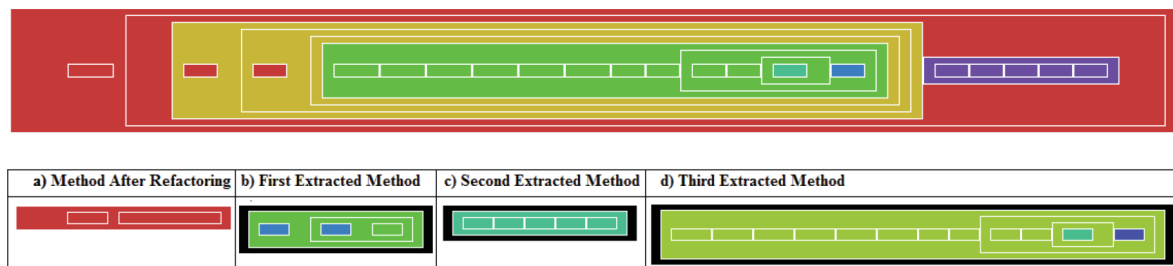 a) Method After Refactoring
b) First Extracted Method
c) Second Extracted Method
d) Third Extracted Method